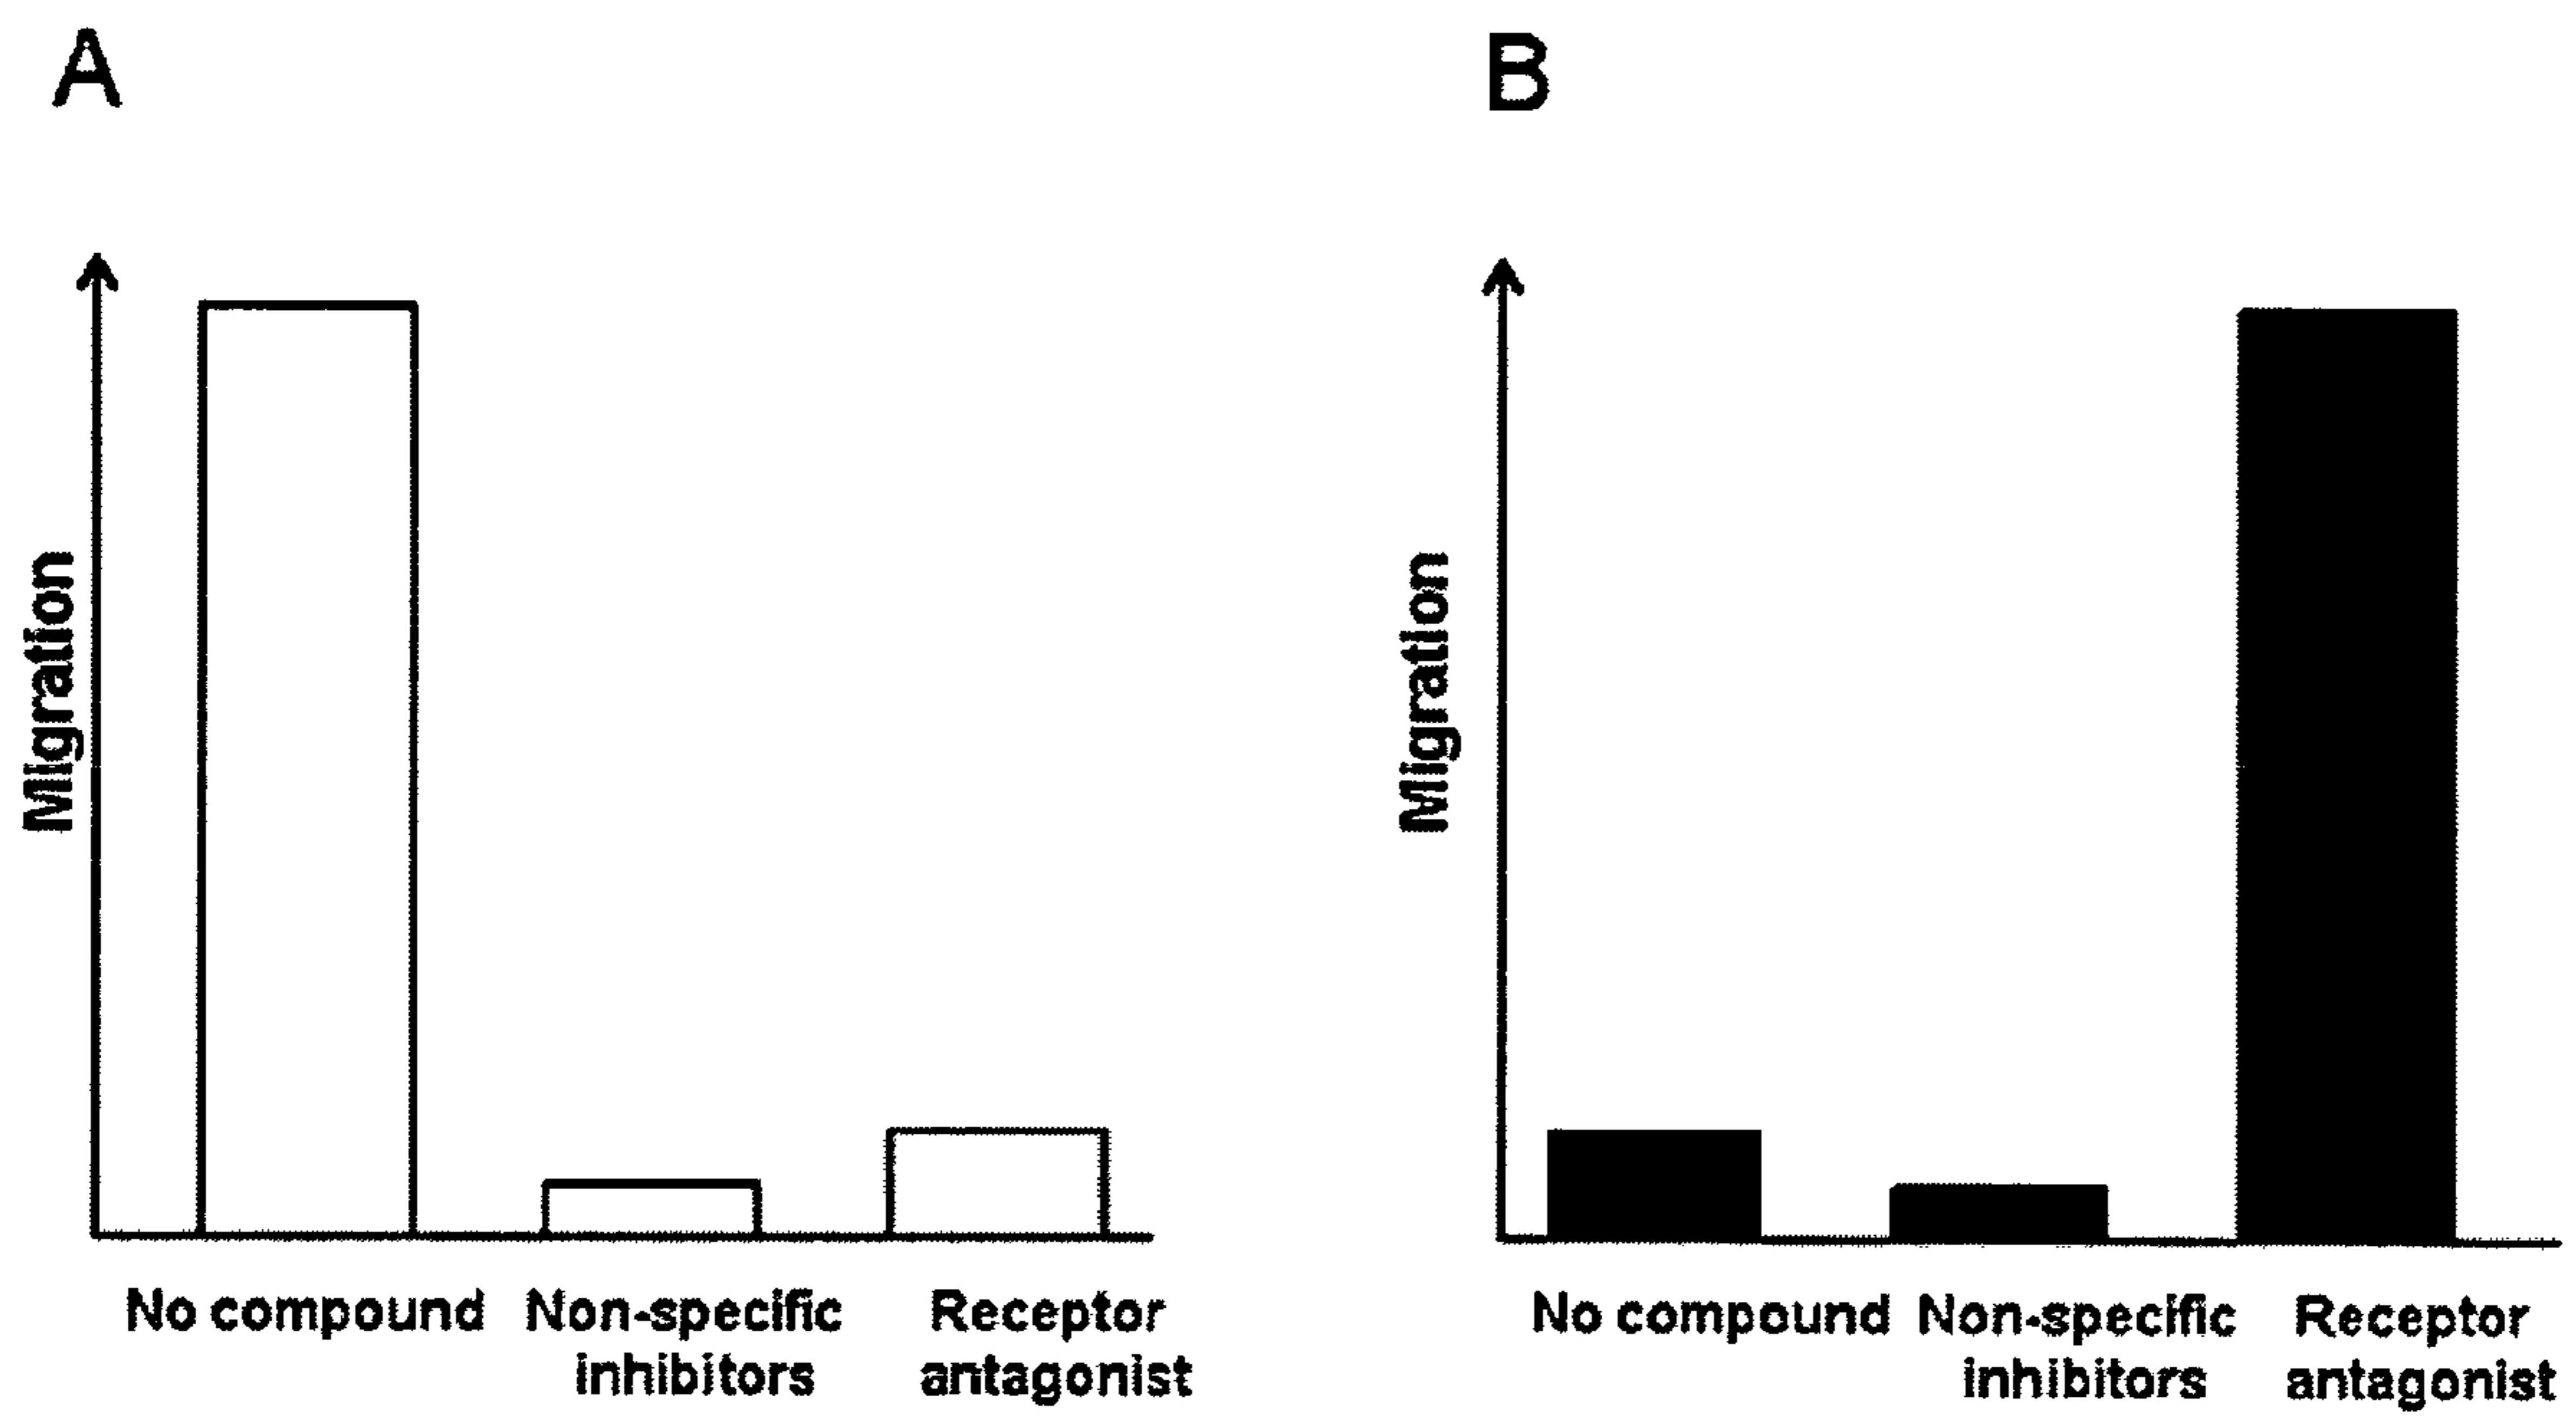 A
B
Migration
Migration
No compound
Non-specific
inhibitors
Receptor
antagonist
No compound
Non-specific
inhibitors
Receptor
antagonist